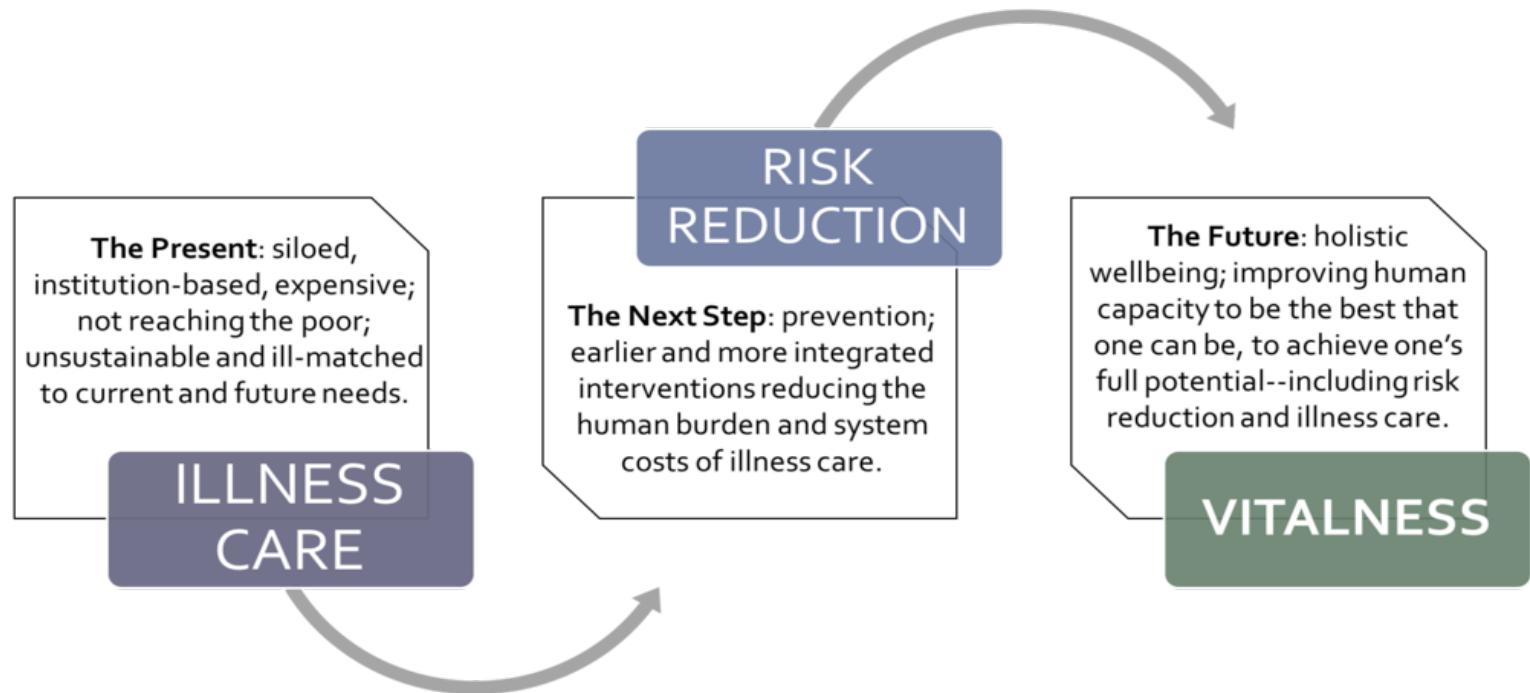 The Present: siloed,
institution-based, expensive;
not reaching the poor;
unsustainable and ill-matched
to current and future needs.
ILLNESS
CARE
RISK
REDUCTION
The Next Step: prevention;
earlier and more integrated
interventions reducing the
human burden and system
costs of illness care.
The Future: holistic
wellbeing; improving human
capacity to be the best that
one can be, to achieve one's
full potential--including risk
reduction and illness care.
VITALNESS